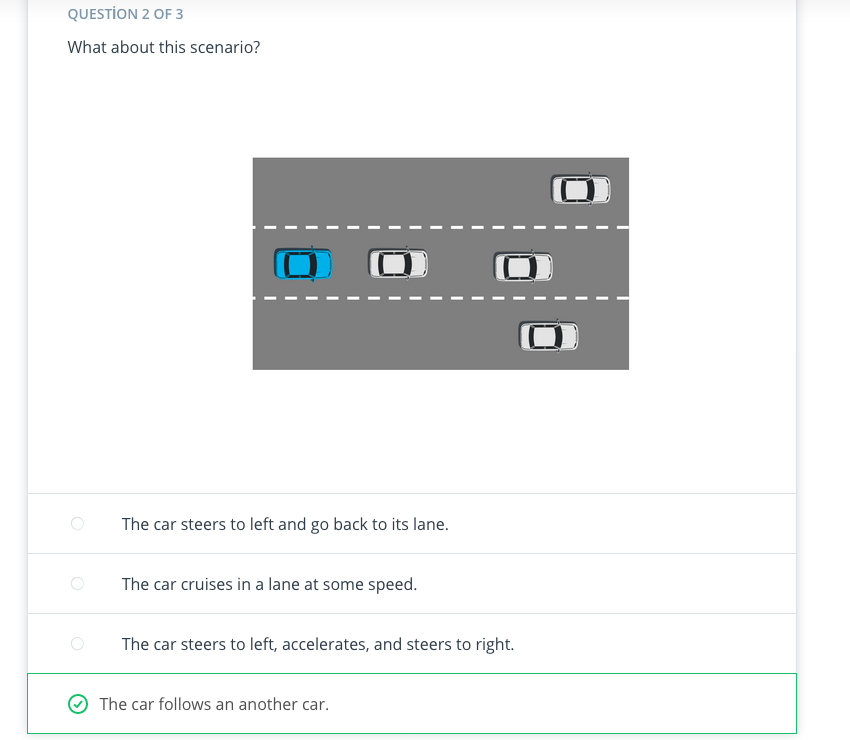 QUESTİON 2 OF 3
What about this scenario?
The car steers to left and go back to its lane.
The car cruises in a lane at some speed.
The car steers to left, accelerates, and steers to right.
The car follows an another car.